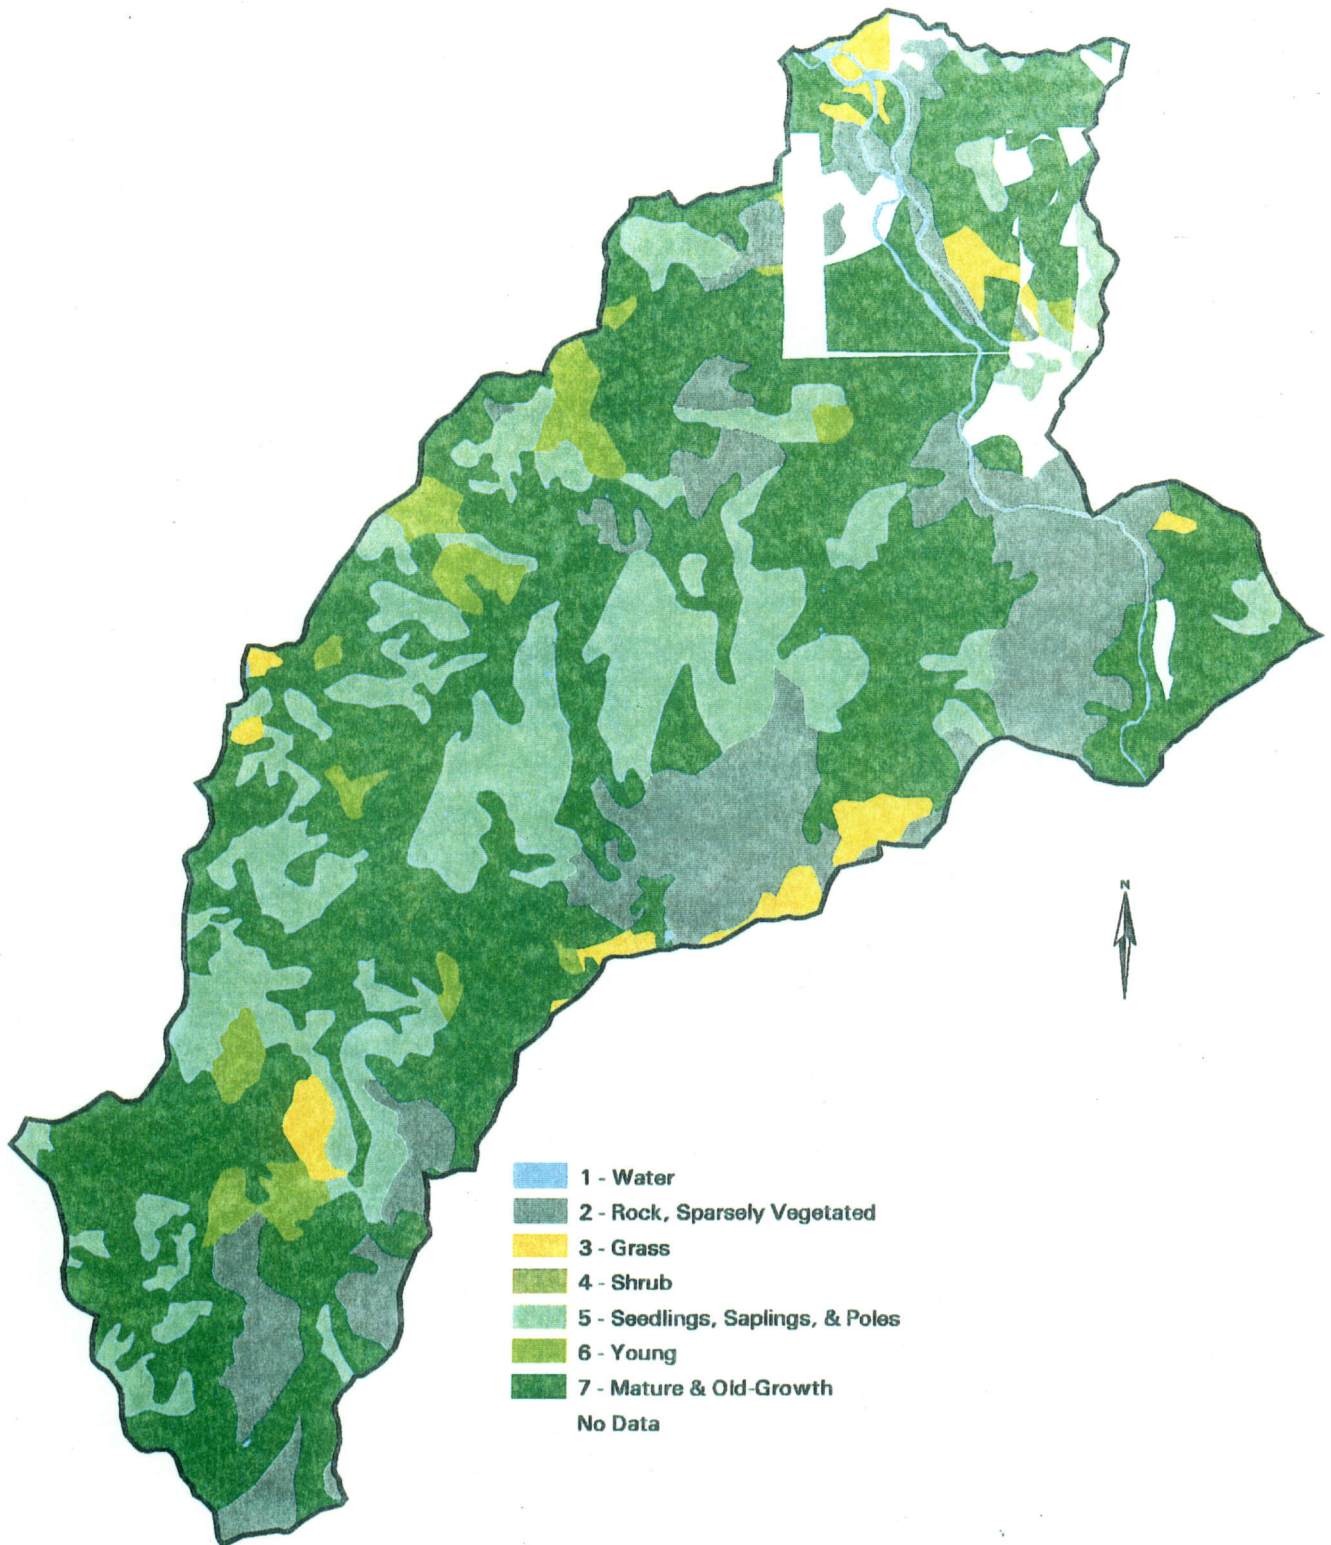 N
1 - Water
2 - Rock, Sparsely Vegetated
3 - Grass
4 - Shrub
5 - Seedlings, Saplings, & Poles
6 - Young
7 - Mature & Old-Growth
No Data